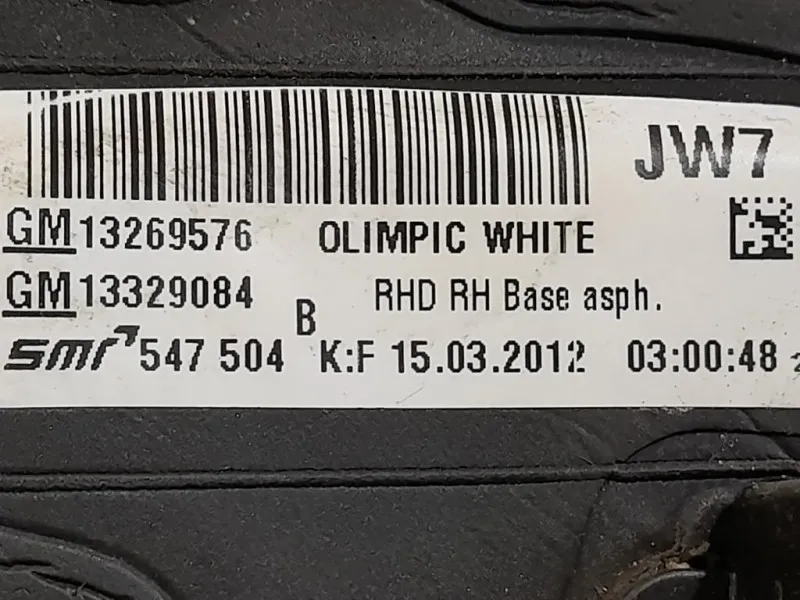 JW7
GM13269576 OLIMPIC WHITE
GM13329084 B RHD RH Base asph.
smr 547 504 K:F 15.03.2012 03:00:48